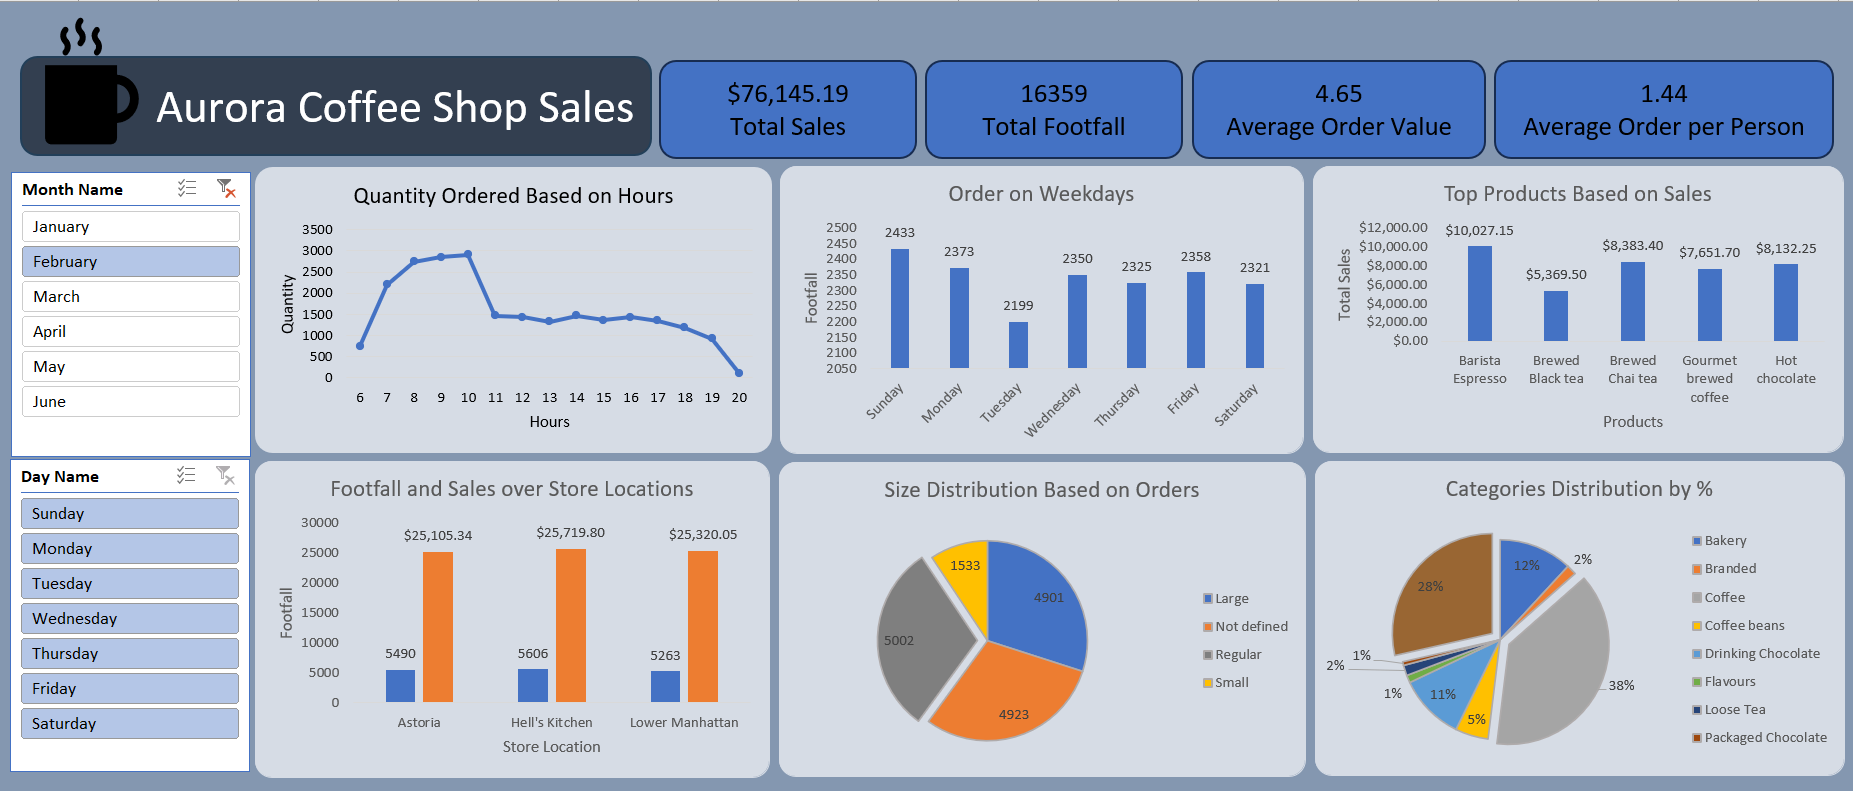 Aurora Coffee Shop Sales
$76,145.19
Total Sales
16359
Total Footfall
4.65
Average Order Value
1.44
Average Order per Person
Month Name
January
February
March
April
May
June
Day Name
Sunday
Monday
Tuesday
Wednesday
Thursday
Friday
Saturday
Quantity Ordered Based on Hours
Quantity
3500
3000
2500
2000
1500
1000
500
0
6 7 8 9 10 11 12 13 14 15 16 17 18 19 20
Hours
Order on Weekdays
Footfall
2500
2450
2400
2350
2300
2250
2200
2150
2100
2050
2433
2373
2199
2350
2325
2358
2321
Sunday
Monday
Tuesday
Wednesday
Thursday
Friday
Saturday
Top Products Based on Sales
Total Sales
$12,000.00
$10,000.00
$8,000.00
$6,000.00
$4,000.00
$2,000.00
$0.00
$10,027.15
$5,369.50
$8,383.40
$7,651.70
$8,132.25
Barista
Espresso
Brewed
Black tea
Brewed
Chai tea
Gourmet
brewed
coffee
Hot
chocolate
Products
Footfall and Sales over Store Locations
Footfall
30000
25000
20000
15000
10000
5000
0
5490
$25,105.34
5606
$25,719.80
5263
$25,320.05
Astoria
Hell's Kitchen
Lower Manhattan
Store Location
Size Distribution Based on Orders
1533
4901
5002
4923
Large
Not defined
Regular
Small
Categories Distribution by %
12%
2%
38%
5%
11%
1%
2%
1%
28%
Bakery
Branded
Coffee
Coffee beans
Drinking Chocolate
Flavours
Loose Tea
Packaged Chocolate